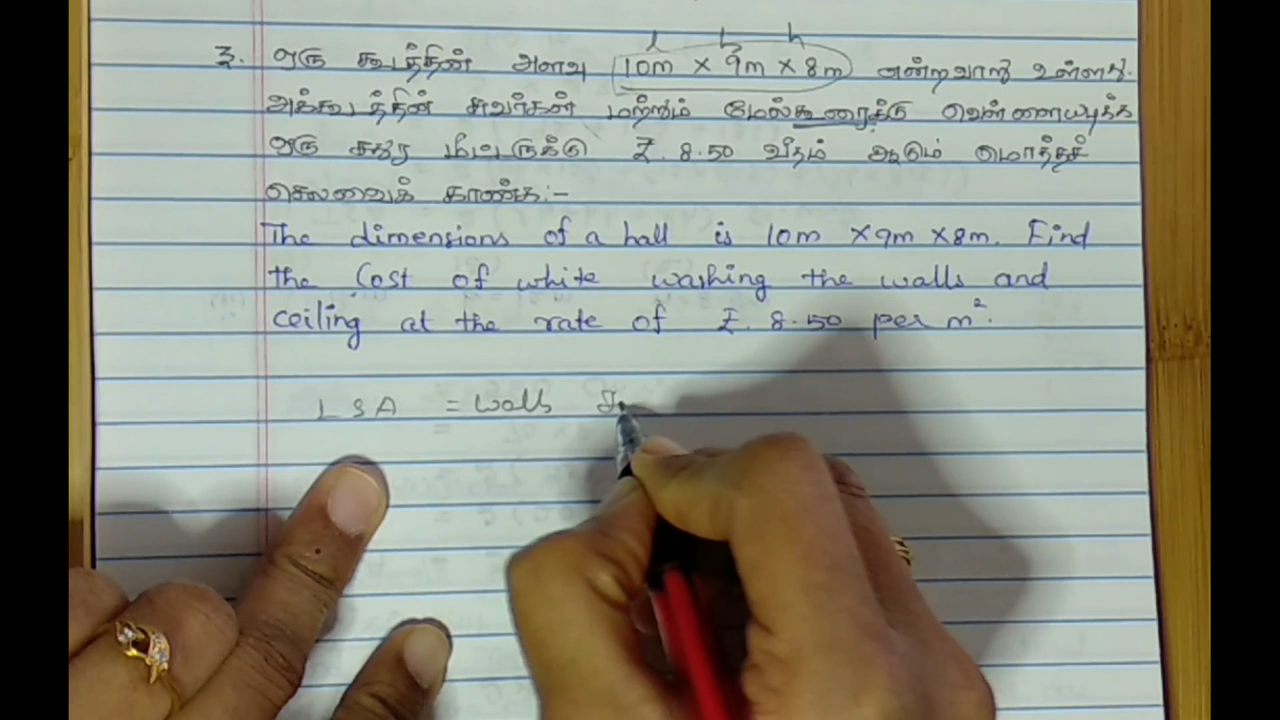 l b h
3. ஒரு கூடத்தின் அளவு 10m × 9m × 8m என்றவாறு உள்ளது.
அக்கூடத்தின் சுவர்கள் மற்றும் மேல்கூரைக்கு வெள்ளையடிக்க
ஒரு சதுர மீட்டருக்கு ₹. 8.50 வீதம் ஆகும் மொத்தச்
செலவைக் காண்க:-
The dimensions of a hall is 10m ×9m ×8m. Find
the Cost of white washing the walls and
ceiling at the rate of ₹. 8.50 per m².
LSA = walls